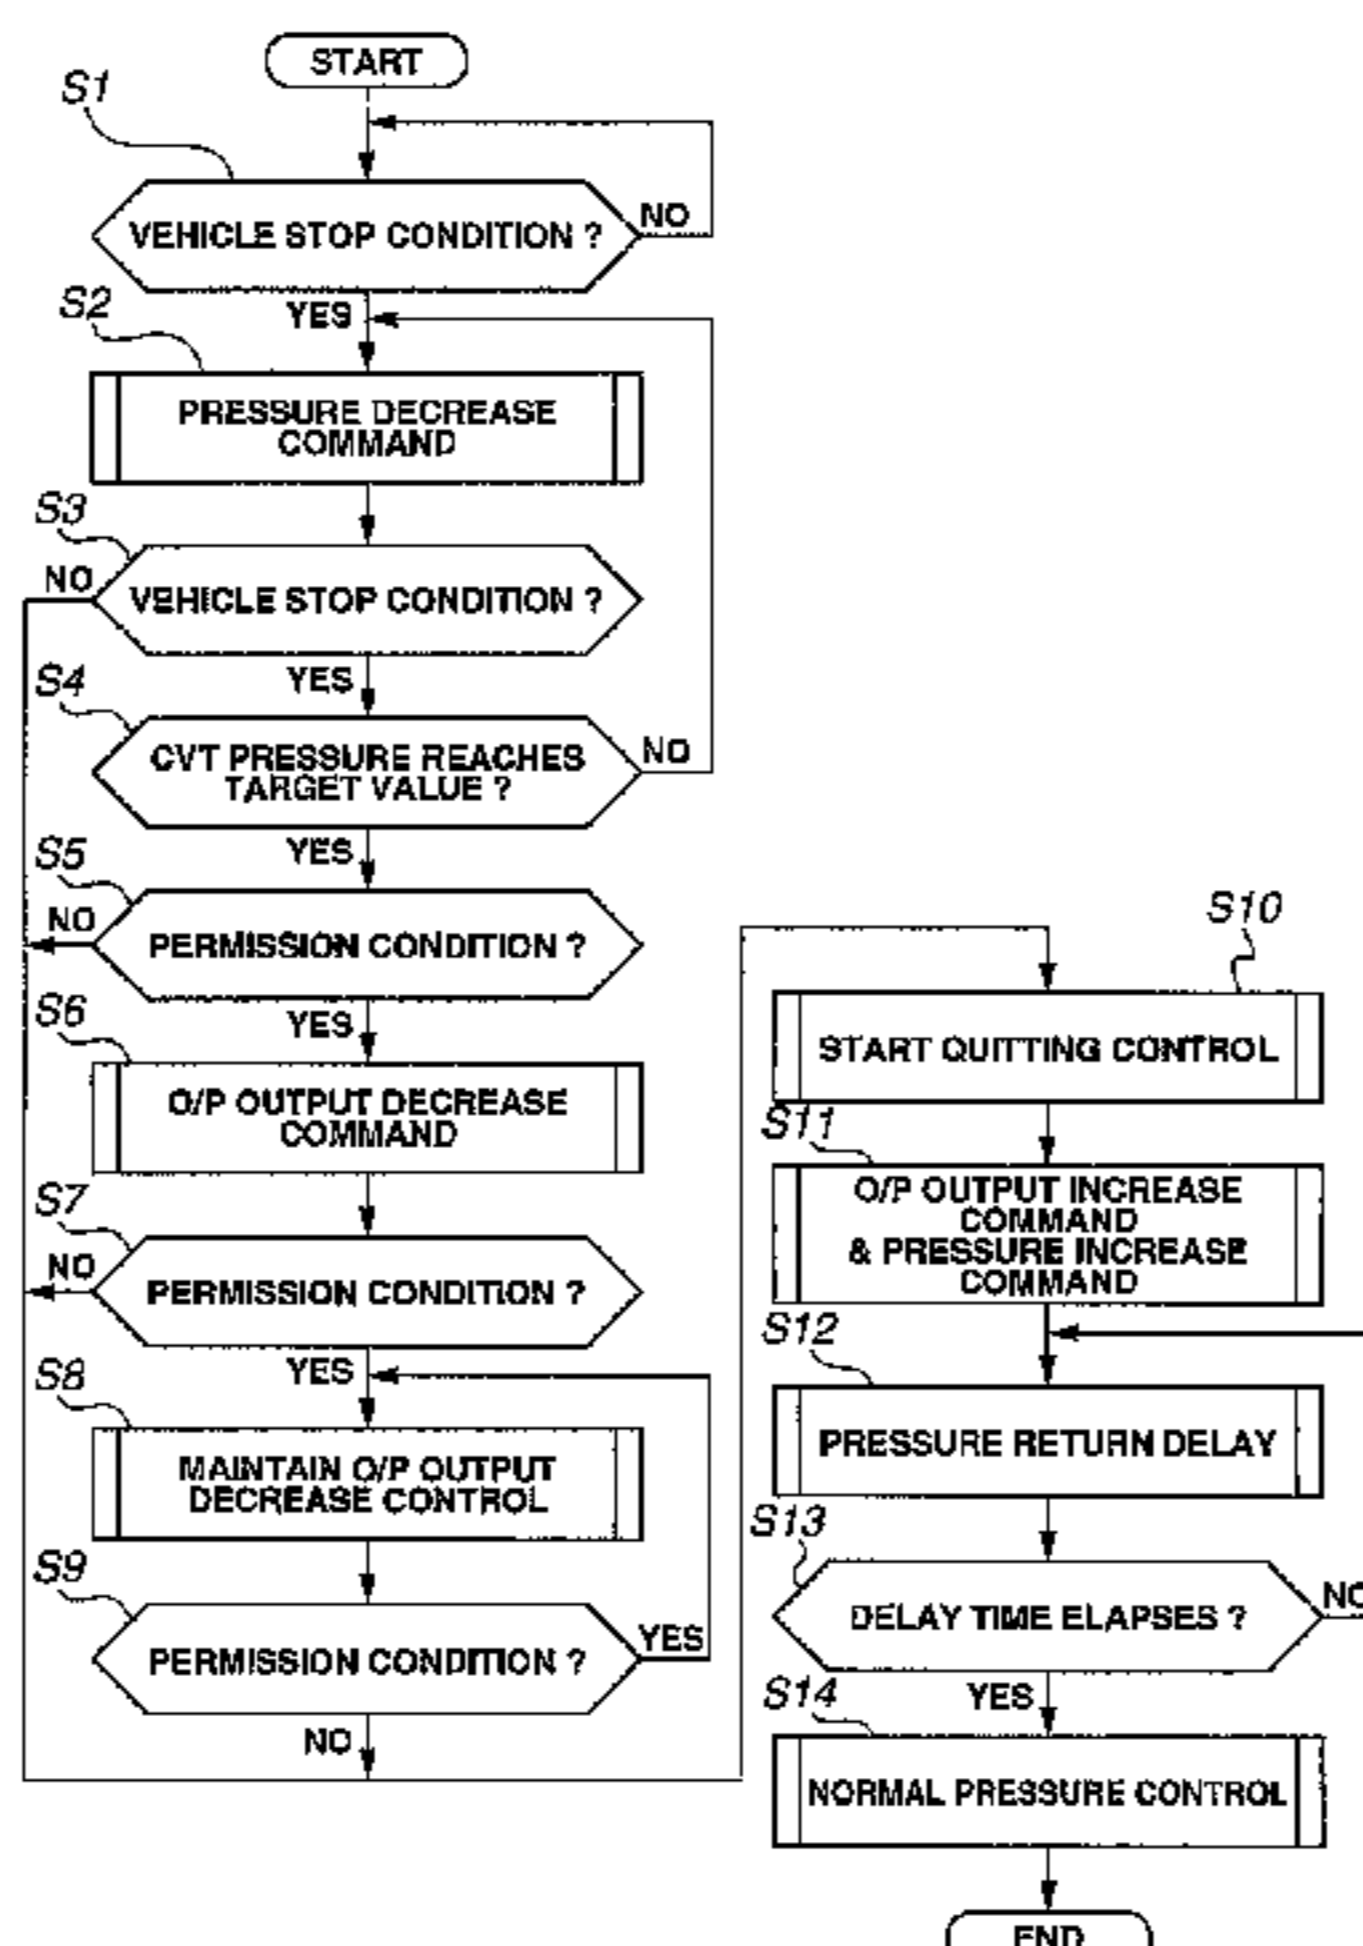 START
S1
VEHICLE STOP CONDITION ?
NO
YES
S2
PRESSURE DECREASE
COMMAND
S3
NO
VEHICLE STOP CONDITION ?
YES
S4
CVT PRESSURE REACHES
TARGET VALUE ?
NO
YES
S5
NO
PERMISSION CONDITION ?
YES
S6
O/P OUTPUT DECREASE
COMMAND
S7
NO
PERMISSION CONDITION ?
YES
S8
MAINTAIN O/P OUTPUT
DECREASE CONTROL
S9
PERMISSION CONDITION ?
YES
NO
S10
START QUITTING CONTROL
S11
O/P OUTPUT INCREASE
COMMAND
& PRESSURE INCREASE
COMMAND
S12
PRESSURE RETURN DELAY
S13
DELAY TIME ELAPSES ?
NO
YES
S14
NORMAL PRESSURE CONTROL
END